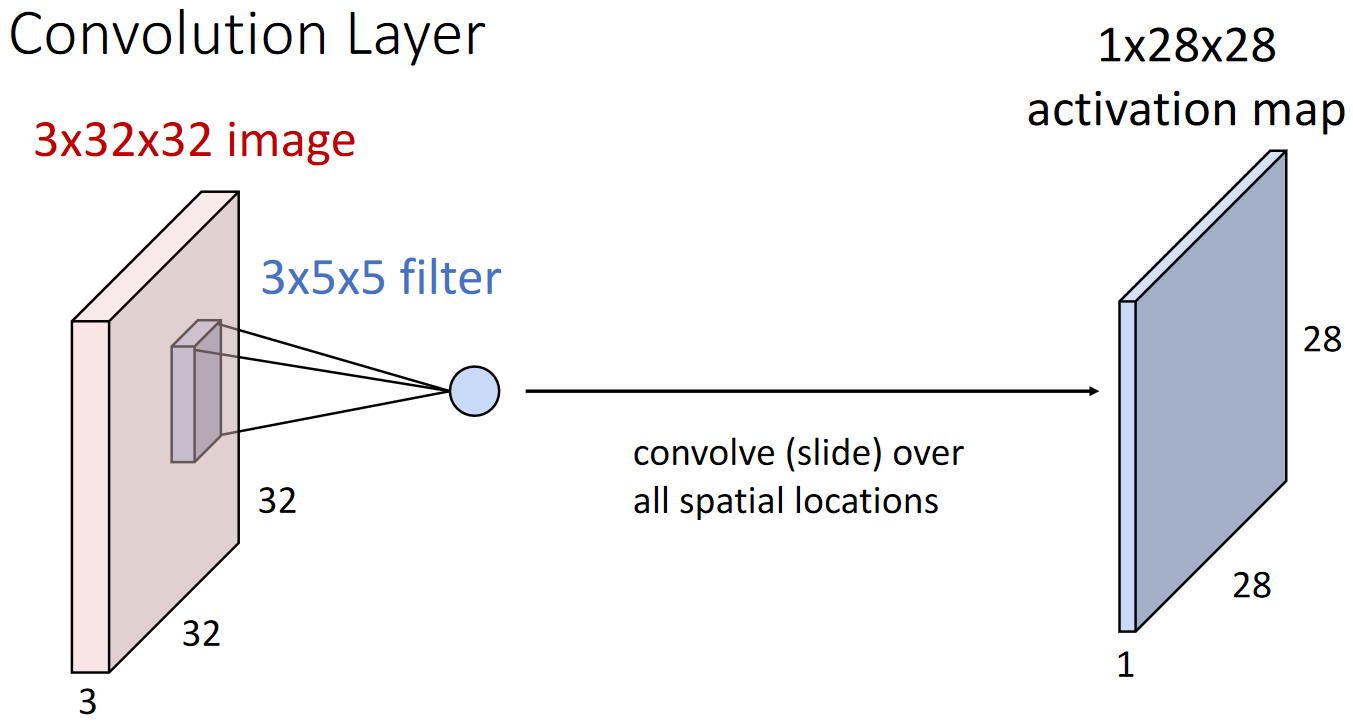 Convolution Layer
1x28x28
activation map
3x32x32 image
3x5x5 filter
28
convolve (slide) over
all spatial locations
32
28
32
1
3